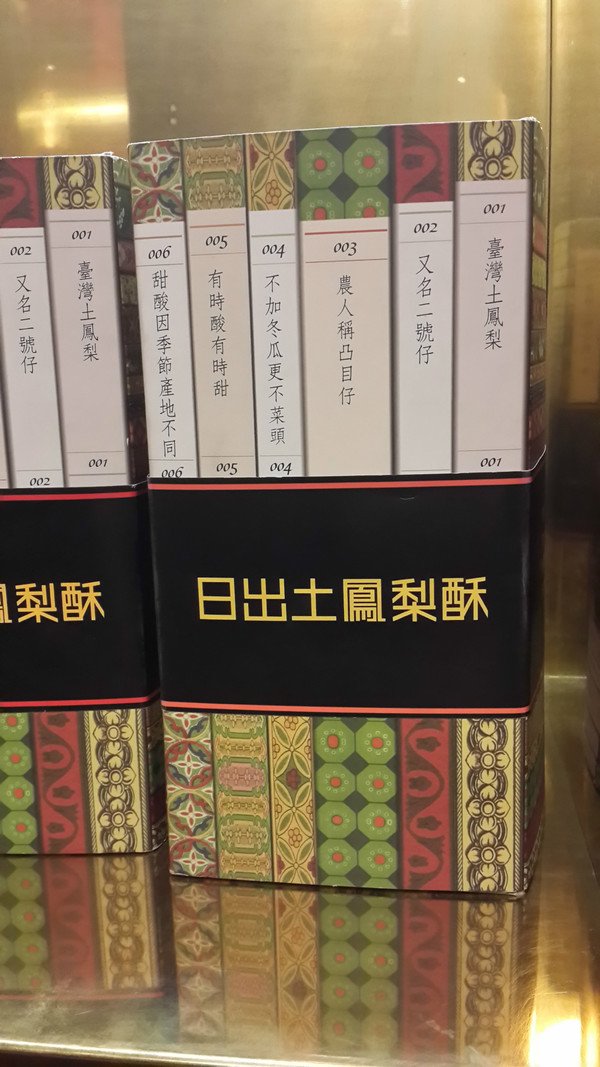 001
臺灣土鳳梨
001
002
又名二號仔
003
農人稱凸目仔
004
不加冬瓜更不菜頭
004
005
有時酸有時甜
005
006
甜酸因季節產地不同
006
日出土鳳梨酥
001
臺灣土鳳梨
001
002
又名二號仔
002
鳳梨酥